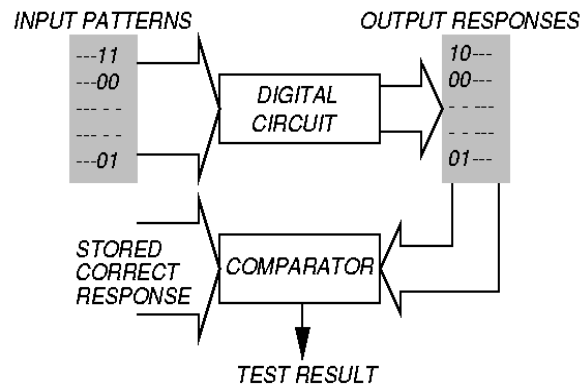 INPUT PATTERNS
OUTPUT RESPONSES
---11
---00
--- - -
--- - -
---01
DIGITAL
CIRCUIT
10---
00---
- - ---
- - ---
01---
STORED
CORRECT
RESPONSE
COMPARATOR
TEST RESULT